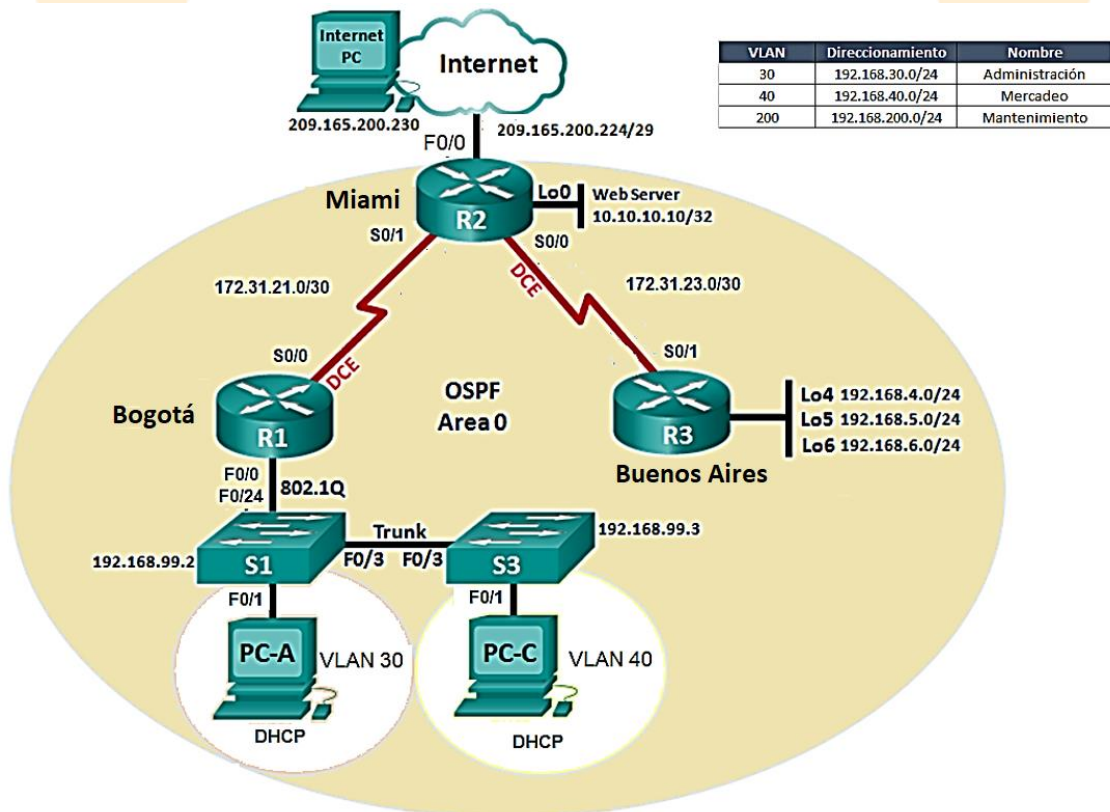 Internet
PC
Internet
209.165.200.230
209.165.200.224/29
F0/0
VLAN Direccionamiento Nombre
30 192.168.30.0/24 Administración
40 192.168.40.0/24 Mercadeo
200 192.168.200.0/24 Mantenimiento
Miami
R2
Lo0
Web Server
10.10.10.10/32
S0/1
S0/0
DCE
172.31.21.0/30
172.31.23.0/30
S0/0
DCE
S0/1
OSPF
Area 0
Bogotá
R1
R3
Lo4 192.168.4.0/24
Lo5 192.168.5.0/24
Lo6 192.168.6.0/24
Buenos Aires
F0/0
F0/24
802.1Q
Trunk
192.168.99.3
192.168.99.2
S1
F0/3
F0/3
S3
F0/1
F0/1
PC-A
VLAN 30
PC-C
VLAN 40
DHCP
DHCP